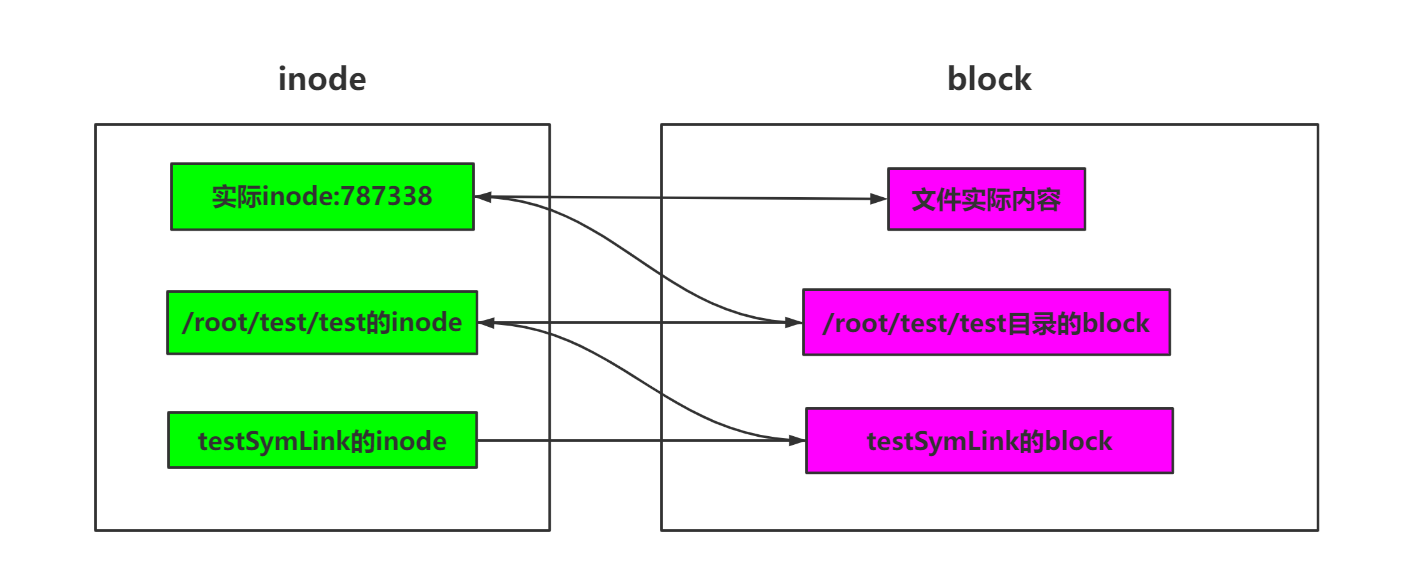 inode
block
实际inode:787338
文件实际内容
/root/test/test的inode
/root/test/test目录的block
testSymLink的inode
testSymLink的block